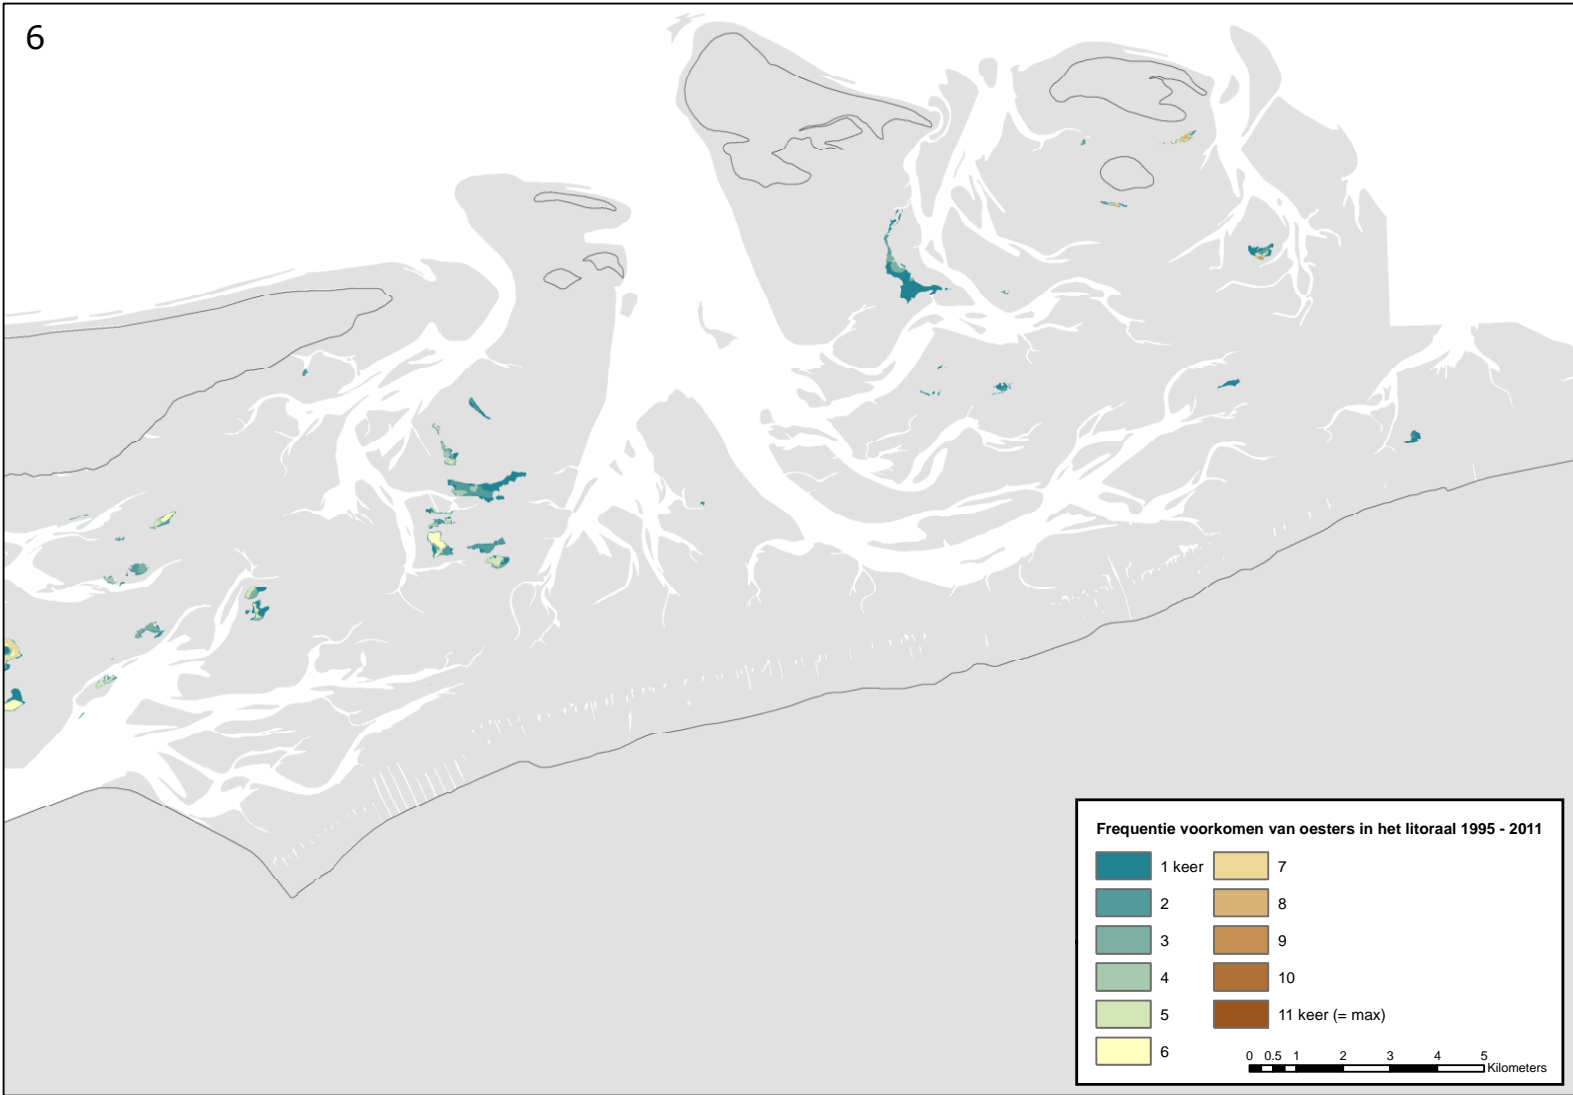 6
Frequentie voorkomen van oesters in het litoraal 1995 - 2011
1 keer
2
3
4
5
6
7
8
9
10
11 keer (= max)
0 0.5 1 2 3 4 5
Kilometers